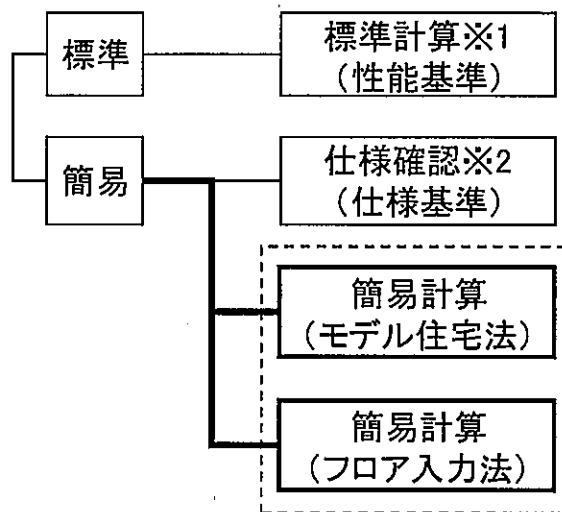 標準
標準計算※1
(性能基準)
簡易
仕様確認※2
(仕様基準)
簡易計算
(モデル住宅法)
簡易計算
(フロア入力法)